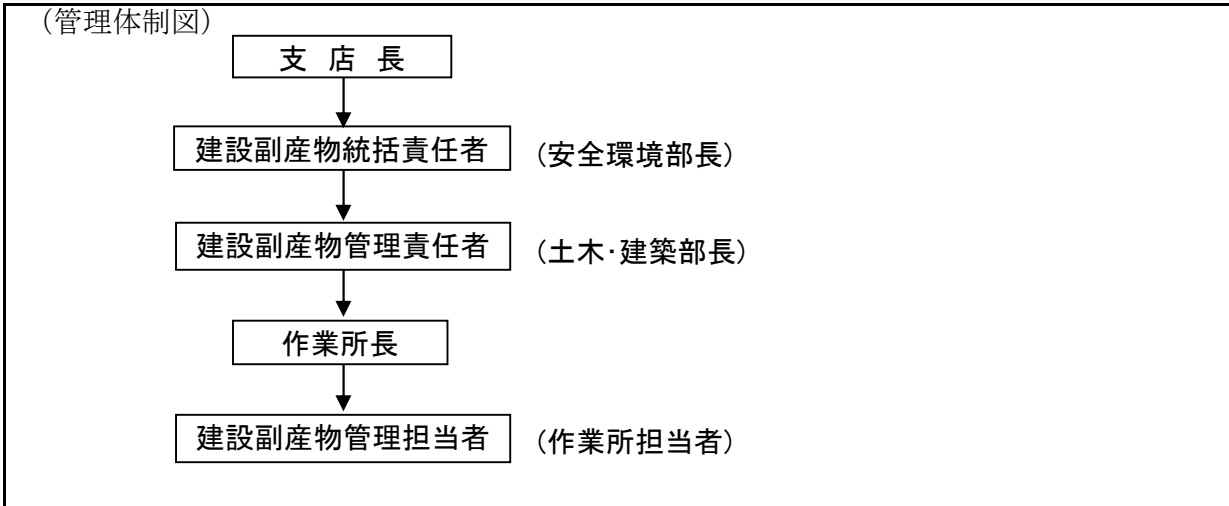 (管理体制図)
支 店 長
建設副産物統括責任者 (安全環境部長)
建設副産物管理責任者 (土木・建築部長)
作業所長
建設副産物管理担当者 (作業所担当者)